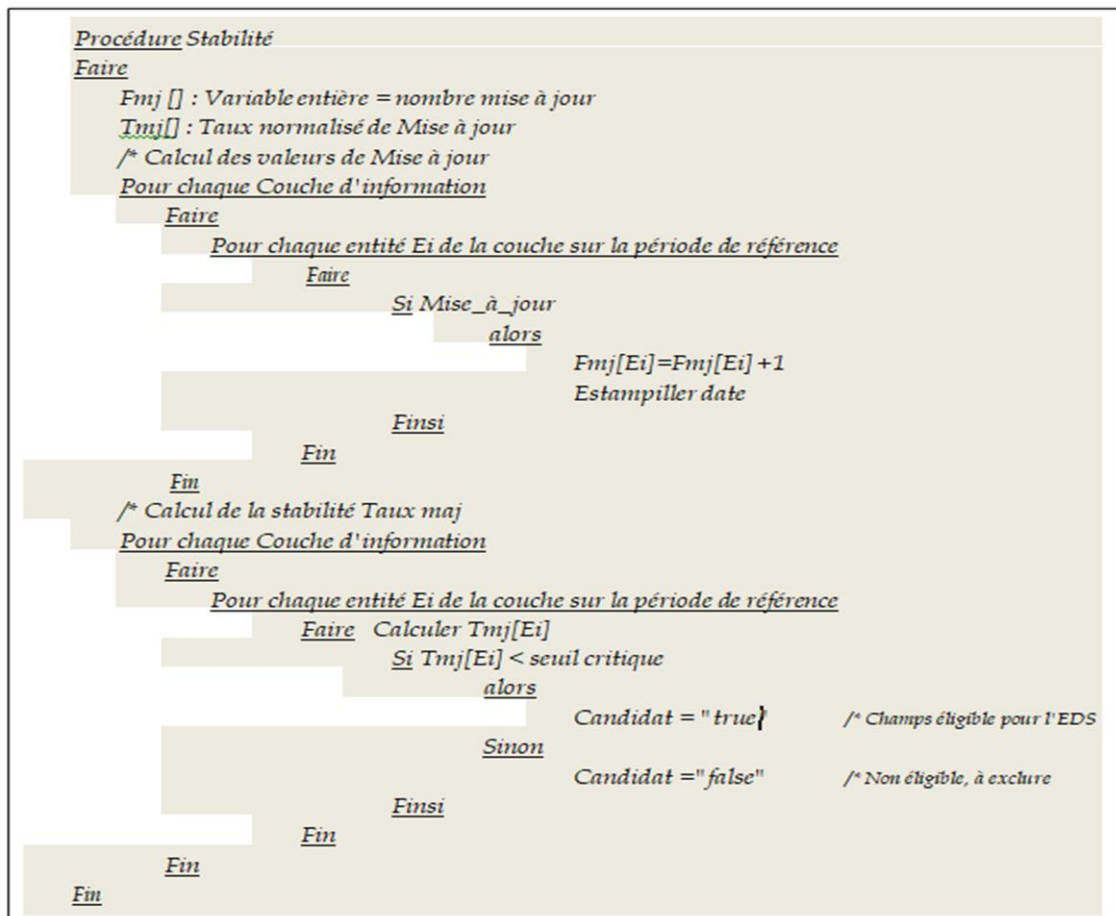 Procédure Stabilité
Faire
Fmj [] : Variable entière = nombre mise à jour
Tmj[] : Taux normalisé de Mise à jour
/* Calcul des valeurs de Mise à jour
Pour chaque Couche d'information
Faire
Pour chaque entité Ei de la couche sur la période de référence
Faire
Si Mise_à_jour
alors
Fmj[Ei]=Fmj[Ei]+1
Estampiller date
Finsi
Fin
Fin
/* Calcul de la stabilité Taux maj
Pour chaque Couche d'information
Faire
Pour chaque entité Ei de la couche sur la période de référence
Faire Calculer Tmj[Ei]
Si Tmj[Ei] < seuil critique
alors
Candidat = "true" /* Champs éligible pour l'EDS
Sinon
Candidat ="false" /* Non éligible, à exclure
Finsi
Fin
Fin
Fin